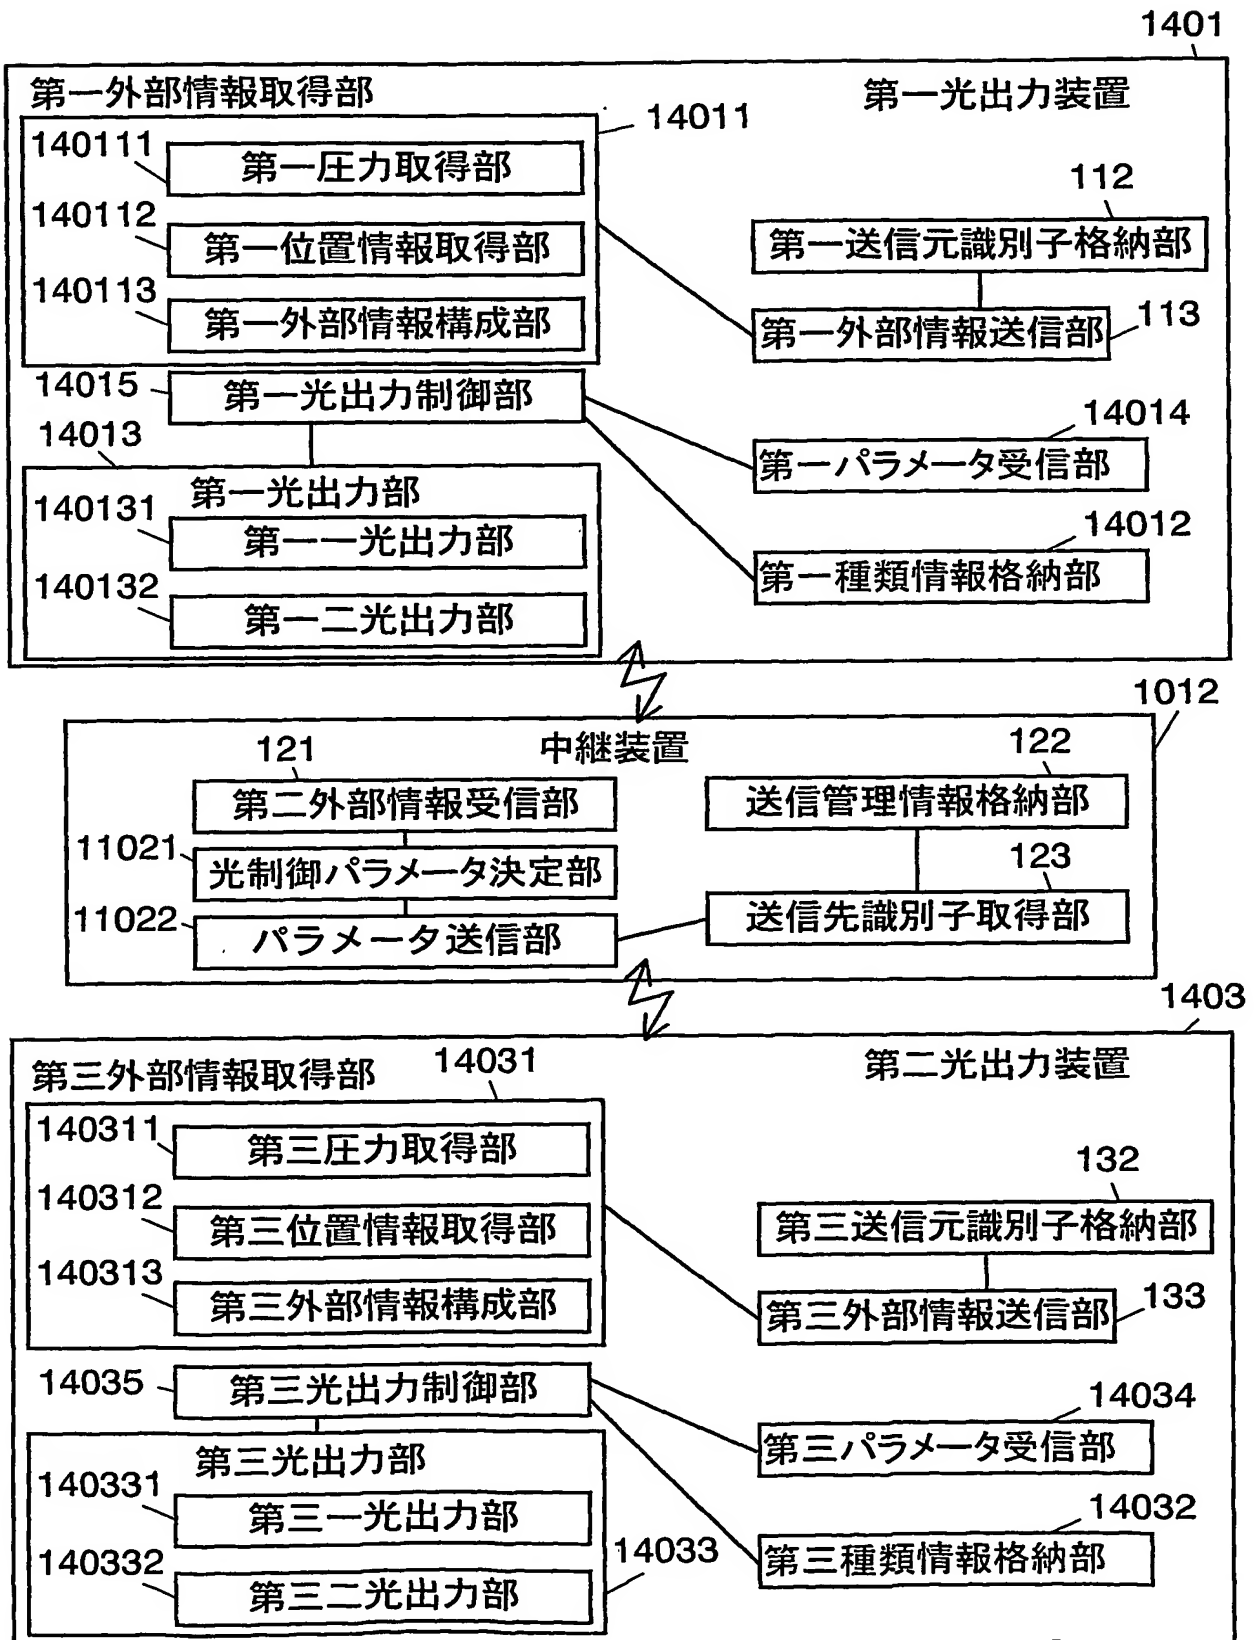 1401
第一外部情報取得部
第一光出力装置
14011
140111
第一圧力取得部
112
140112
第一位置情報取得部
第一送信元識別子格納部
140113
第一外部情報構成部
第一外部情報送信部
113
14015
第一光出力制御部
14014
14013
第一パラメータ受信部
第一光出力部
140131
第一一光出力部
14012
第一種類情報格納部
140132
第一二光出力部
1012
中継装置
121
122
第二外部情報受信部
送信管理情報格納部
11021
光制御パラメータ決定部
123
11022
パラメータ送信部
送信先識別子取得部
1403
第三外部情報取得部
14031
第二光出力装置
140311
第三圧力取得部
132
140312
第三位置情報取得部
第三送信元識別子格納部
140313
第三外部情報構成部
第三外部情報送信部
133
14035
第三光出力制御部
14034
第三パラメータ受信部
第三光出力部
140331
第三一光出力部
14032
140332
第三二光出力部
14033
第三種類情報格納部